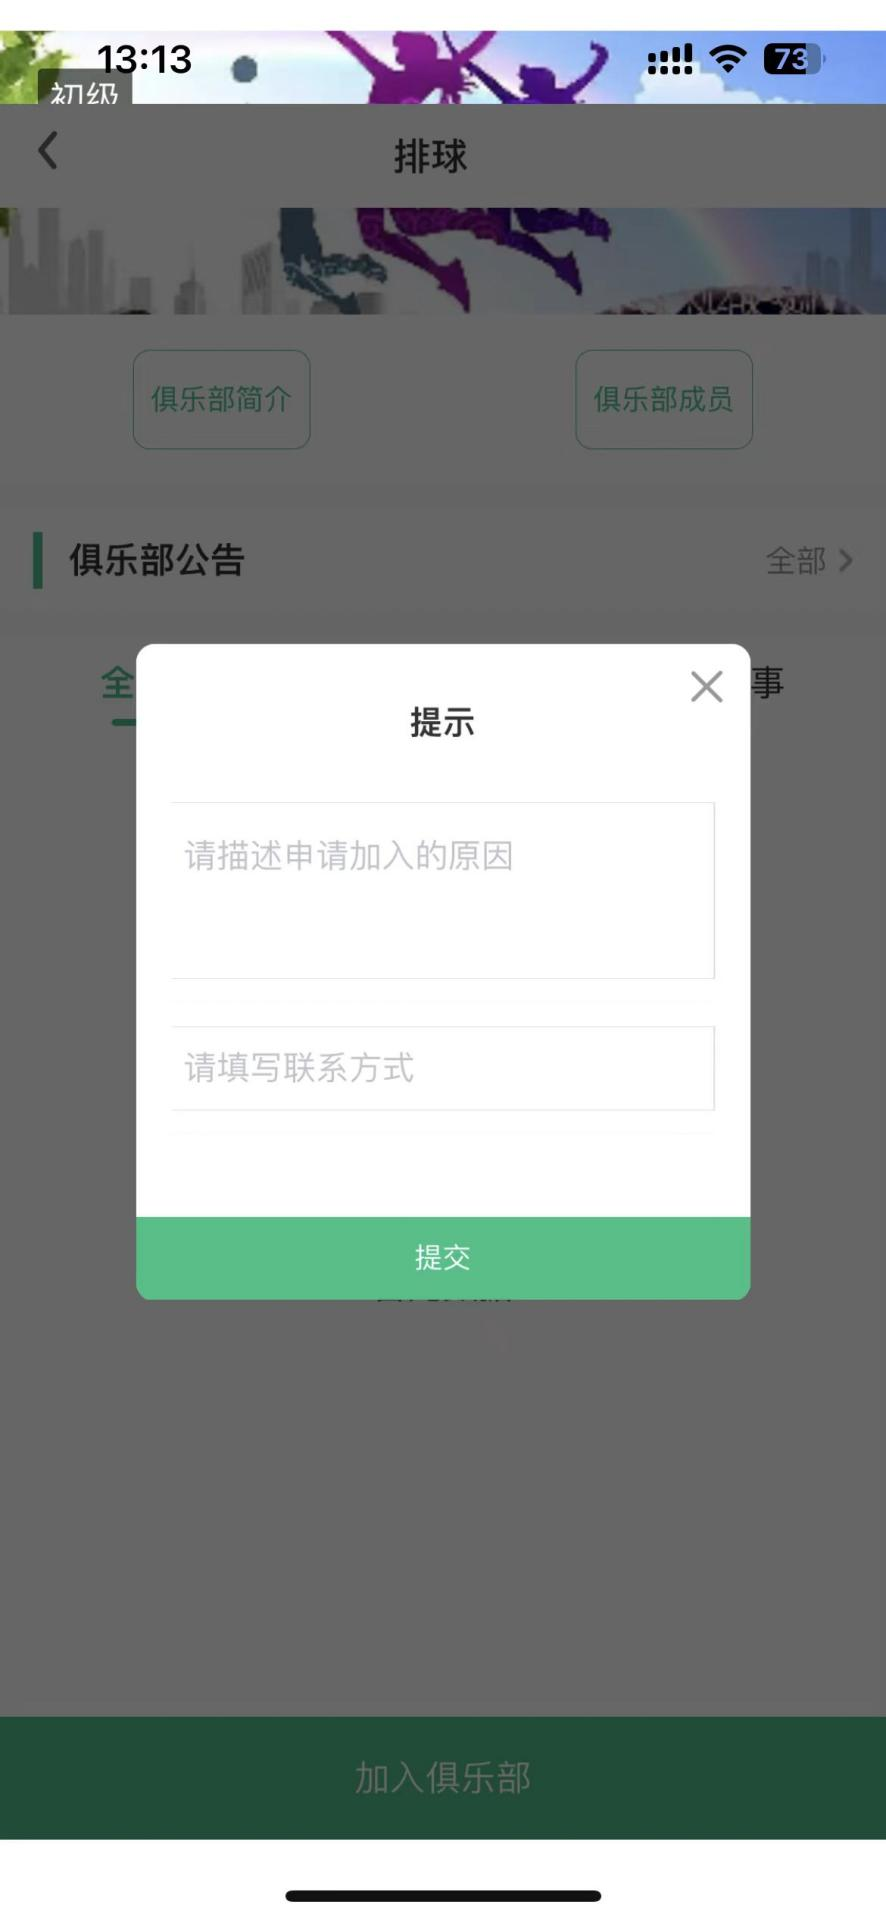 13:13
73
初级
排球
俱乐部简介
俱乐部成员
俱乐部公告
全部
全
事
提示
请描述申请加入的原因
请填写联系方式
提交
加入俱乐部